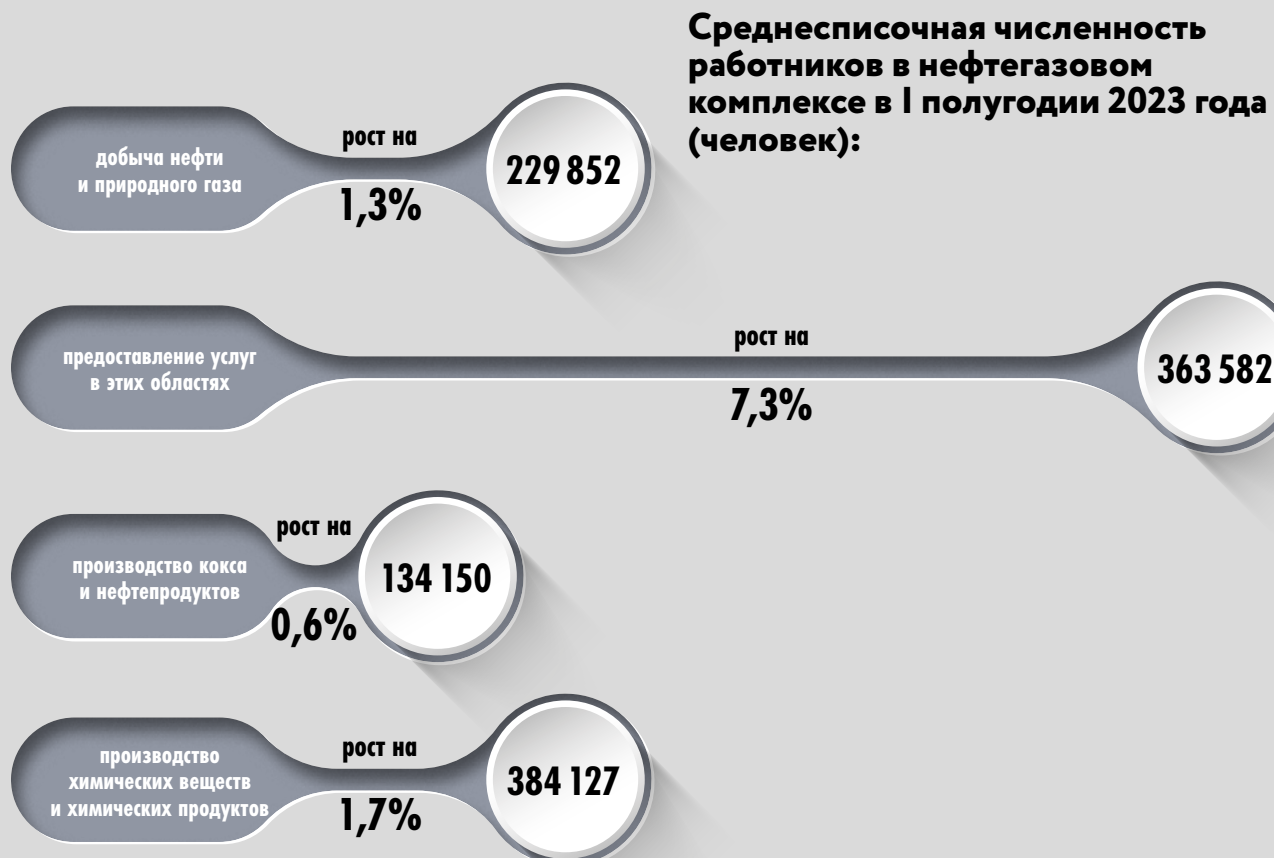 Среднесписочная численность
работников в нефтегазовом
комплексе в I полугодии 2023 года
(человек):
добыча нефти
и природного газа
рост на
1,3%
229 852
предоставление услуг
в этих областях
рост на
7,3%
363 582
производство кокса
и нефтепродуктов
рост на
0,6%
134 150
производство
химических веществ
и химических продуктов
рост на
1,7%
384 127